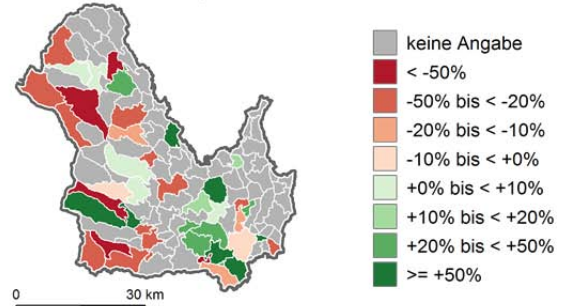 keine Angabe
< -50%
-50% bis < -20%
-20% bis < -10%
-10% bis < +0%
+0% bis < +10%
+10% bis < +20%
+20% bis < +50%
>= +50%
0 30 km